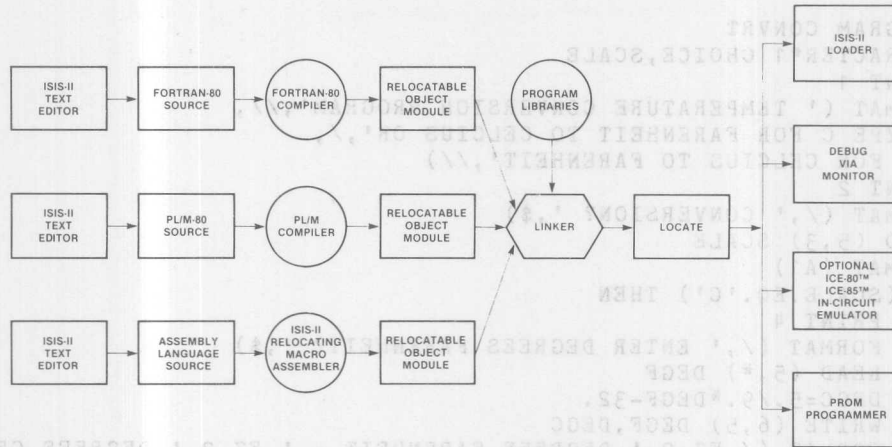 ISIS-II
TEXT
EDITOR
FORTRAN-80
SOURCE
FORTRAN-80
COMPILER
RELOCATABLE
OBJECT
MODULE
PROGRAM
LIBRARIES
ISIS-II
LOADER
DEBUG
VIA
MONITOR
ISIS-II
TEXT
EDITOR
PL/M-80
SOURCE
PL/M
COMPILER
RELOCATABLE
OBJECT
MODULE
LINKER
LOCATE
OPTIONAL
ICE-80™
ICE-85™
IN-CIRCUIT
EMULATOR
ISIS-II
TEXT
EDITOR
ASSEMBLY
LANGUAGE
SOURCE
ISIS-II
RELOCATING
MACRO
ASSEMBLER
RELOCATABLE
OBJECT
MODULE
PROM
PROGRAMMER